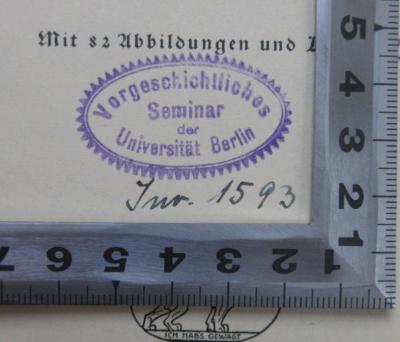 Mit 82 Abbildungen und
Vorgeschichtliches
Seminar
der
Universität Berlin
Inv. 1593
5
4
3
2
1
7 6 5 4 3 2 1
ICH HABS GEWAGT